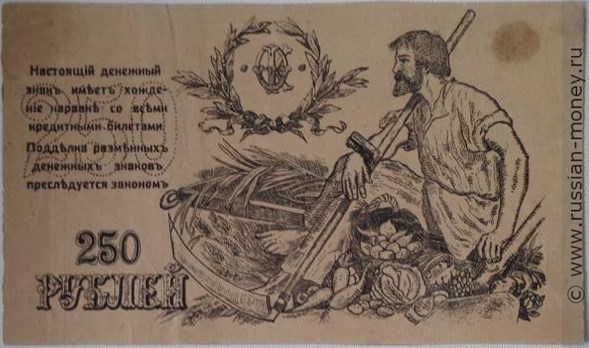 Настоящій денежный
знакъ имѣетъ хожде-
ніе наравнѣ со всѣми
кредитными билетами.
Поддѣлка размѣнныхъ
денежныхъ знаковъ
преслѣдуется закономъ
250
250
РУБЛЕЙ
© www.russian-money.ru